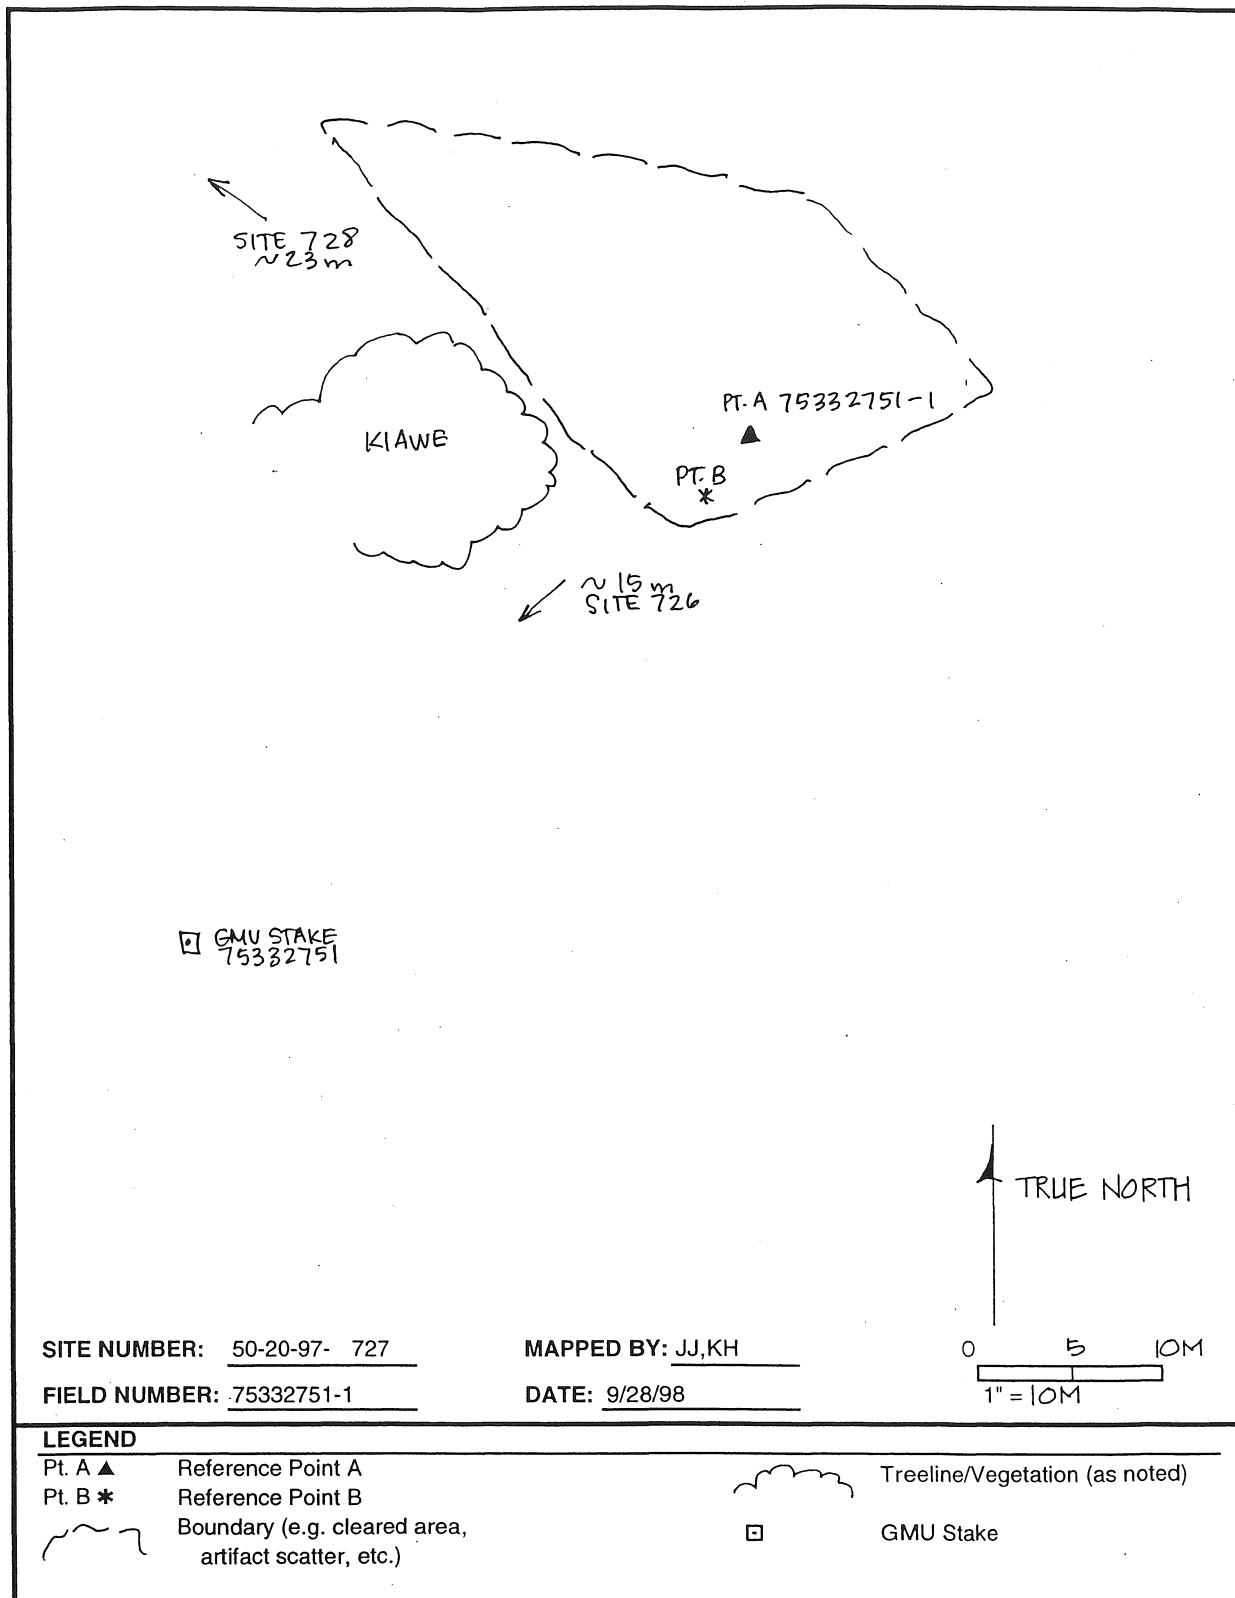 SITE 728
~23m
PT. A 75332751-1
KIAWE
PT. B
~15m
SITE 726
GMU STAKE
75332751
TRUE NORTH
SITE NUMBER: 50-20-97- 727
MAPPED BY: JJ,KH
0 5 10M
FIELD NUMBER: 75332751-1
DATE: 9/28/98
1" = 10M
LEGEND
Pt. A ▲ Reference Point A
Treeline/Vegetation (as noted)
Pt. B * Reference Point B
Boundary (e.g. cleared area,
artifact scatter, etc.)
GMU Stake